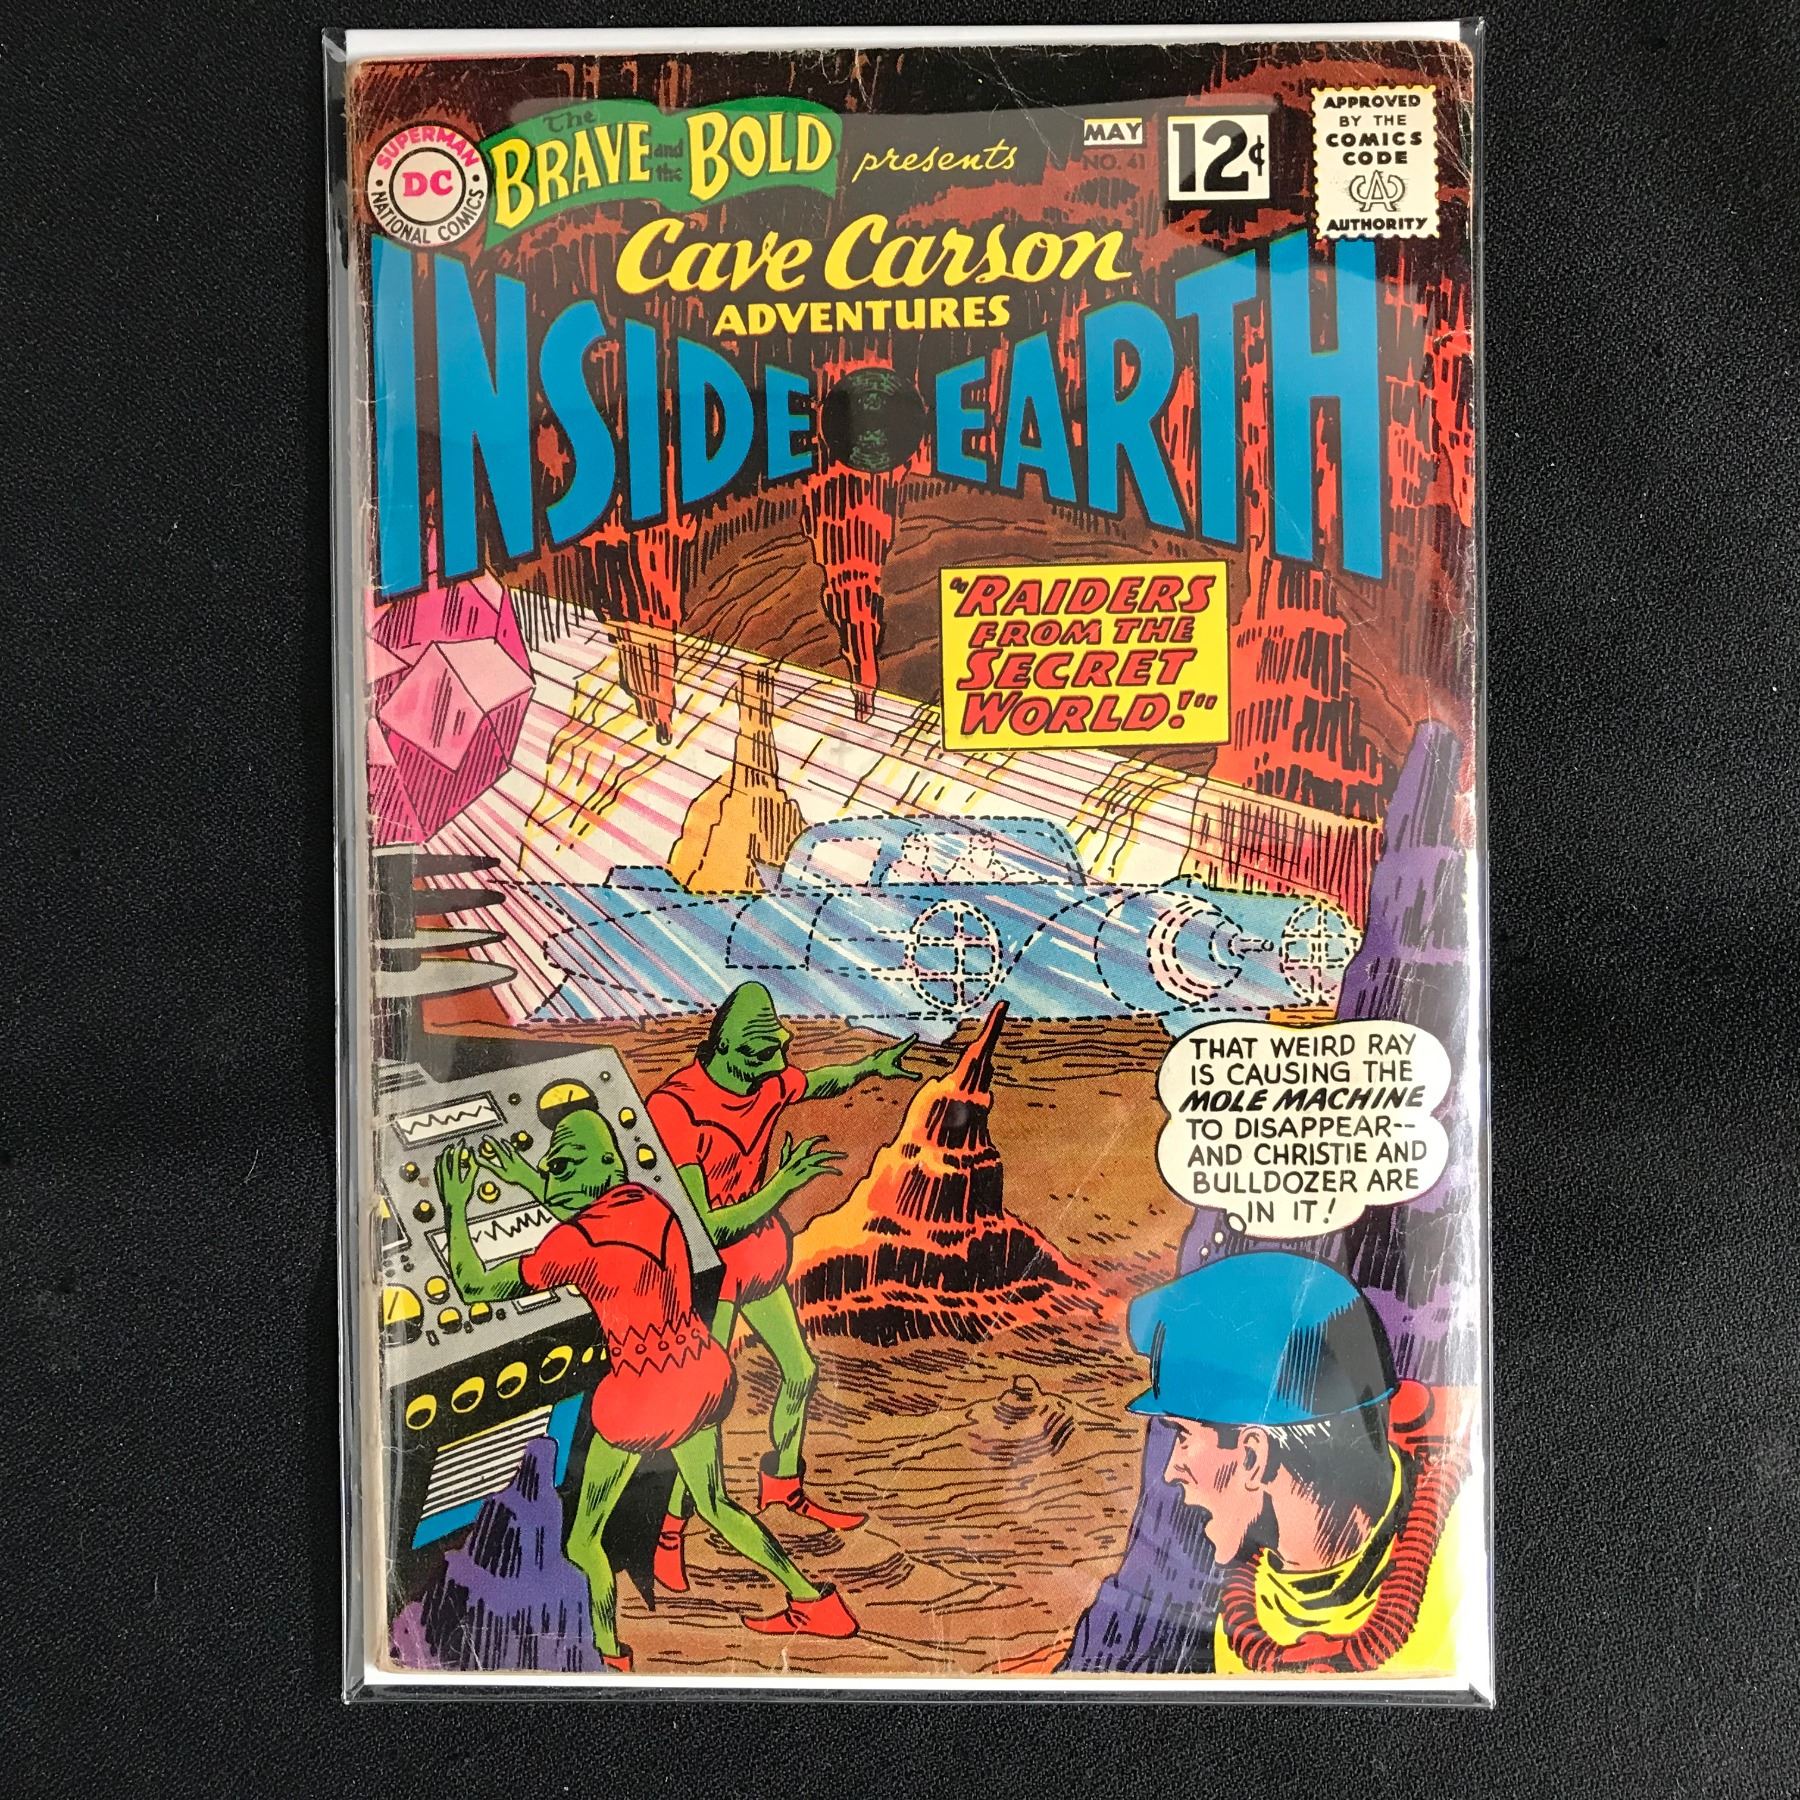 SUPERMAN
DC
NATIONAL COMICS
The
BRAVE and the BOLD presents
MAY
NO. 41
12¢
APPROVED
BY THE
COMICS
CODE
AUTHORITY
Cave Carson
ADVENTURES
INSIDE EARTH
"RAIDERS
FROM THE
SECRET
WORLD!"
THAT WEIRD RAY
IS CAUSING THE
MOLE MACHINE
TO DISAPPEAR--
AND CHRISTIE AND
BULLDOZER ARE
IN IT!